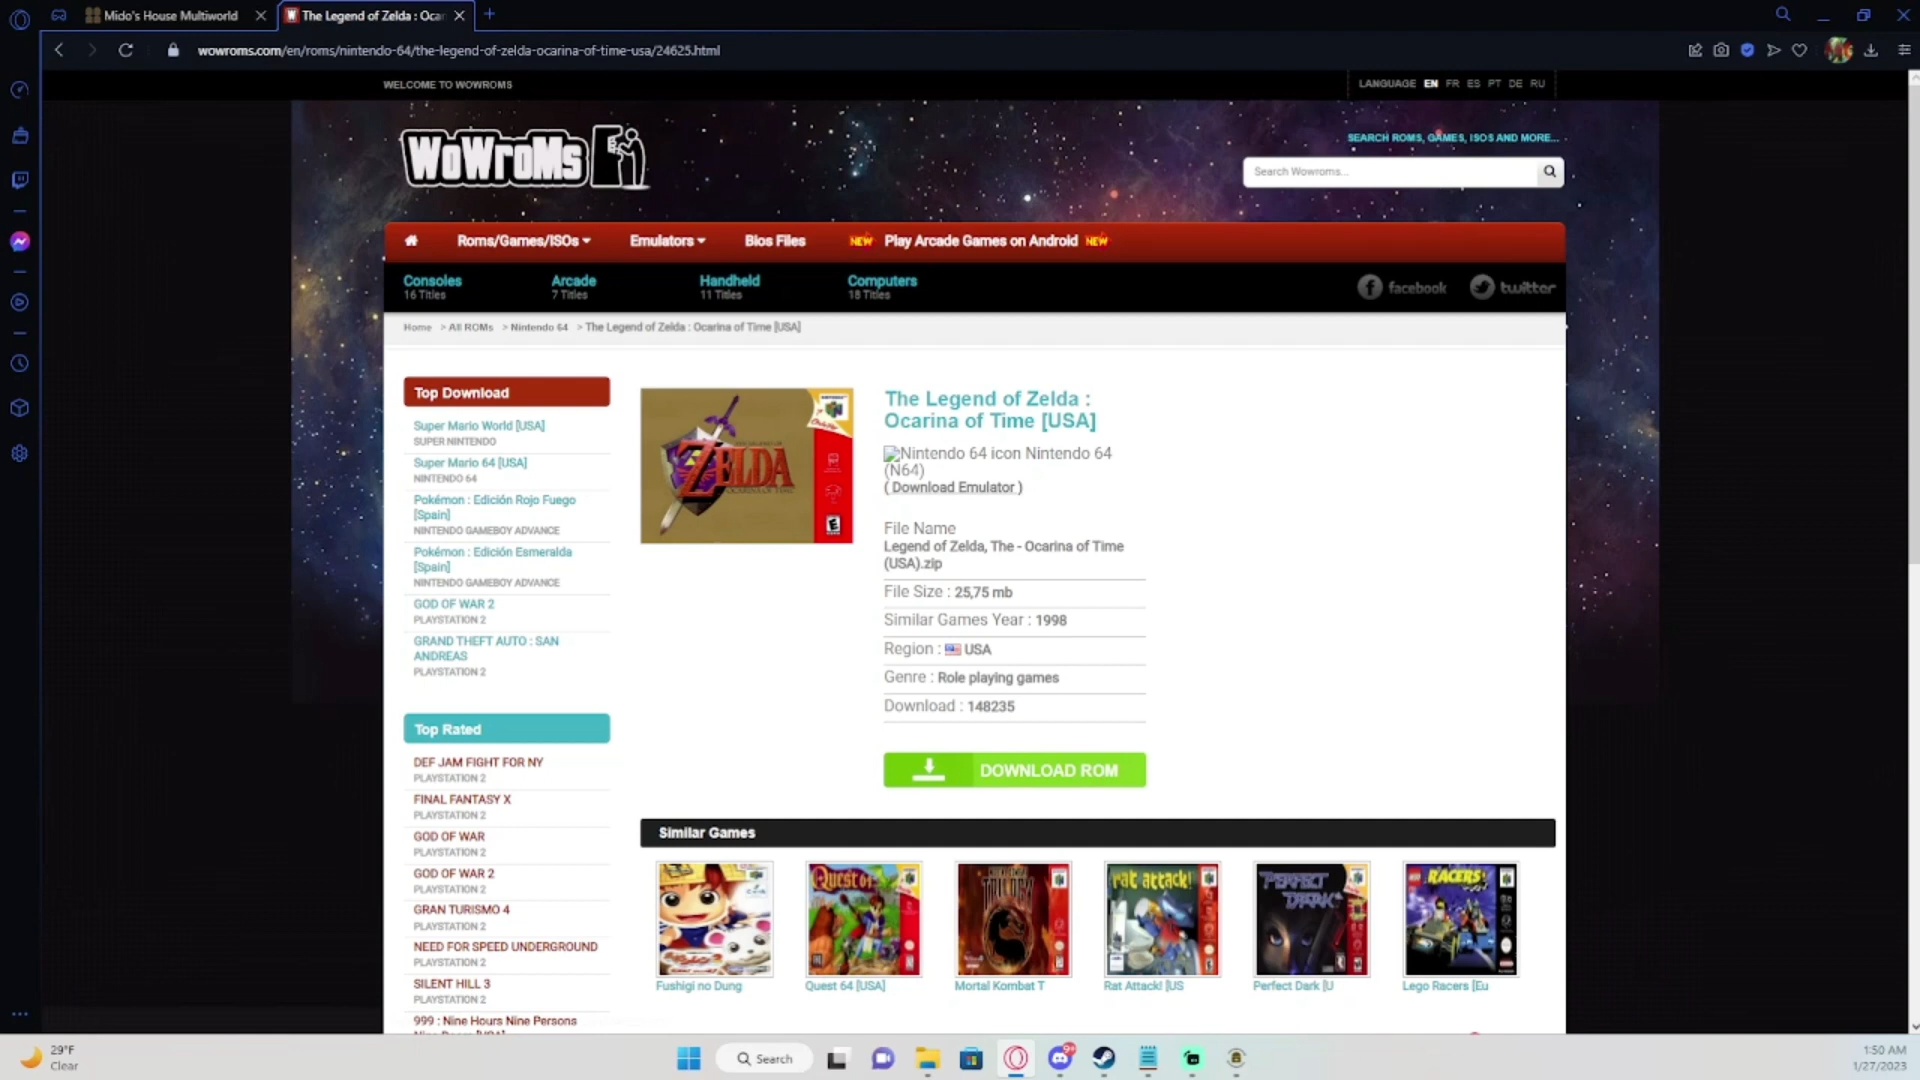 Mido's House Multiworld
The Legend of Zelda : Oca
wowroms.com/en/roms/nintendo-64/the-legend-of-zelda-ocarina-of-time-usa/24625.html
WELCOME TO WOWROMS
LANGUAGE EN FR ES PT DE RU
WoWroMs
SEARCH ROMS, GAMES, ISOS AND MORE...
Search Wowroms...
Roms/Games/ISOs
Emulators
Bios Files
NEW Play Arcade Games on Android NEW
Consoles
16 Titles
Arcade
7 Titles
Handheld
11 Titles
Computers
18 Titles
facebook
twitter
Home > All ROMs > Nintendo 64 > The Legend of Zelda : Ocarina of Time [USA]
Top Download
Super Mario World [USA]
SUPER NINTENDO
Super Mario 64 [USA]
NINTENDO 64
Pokémon : Edición Rojo Fuego
[Spain]
NINTENDO GAMEBOY ADVANCE
Pokémon : Edición Esmeralda
[Spain]
NINTENDO GAMEBOY ADVANCE
GOD OF WAR 2
PLAYSTATION 2
GRAND THEFT AUTO : SAN
ANDREAS
PLAYSTATION 2
Top Rated
DEF JAM FIGHT FOR NY
PLAYSTATION 2
FINAL FANTASY X
PLAYSTATION 2
GOD OF WAR
PLAYSTATION 2
GOD OF WAR 2
PLAYSTATION 2
GRAN TURISMO 4
PLAYSTATION 2
NEED FOR SPEED UNDERGROUND
PLAYSTATION 2
SILENT HILL 3
PLAYSTATION 2
999 : Nine Hours Nine Persons
ZELDA
OCARINA OF TIME
E
The Legend of Zelda :
Ocarina of Time [USA]
Nintendo 64 icon Nintendo 64
(N64)
( Download Emulator )
File Name
Legend of Zelda, The - Ocarina of Time
(USA).zip
File Size : 25,75 mb
Similar Games Year : 1998
Region : USA
Genre : Role playing games
Download : 148235
DOWNLOAD ROM
Similar Games
Quest 64
TRILOGY
rat attack!
PERFECT
DARK
RACERS
Fushigi no Dung
Quest 64 [USA]
Mortal Kombat T
Rat Attack! [US
Perfect Dark [U
Lego Racers [Eu
29°F
Clear
Search
9+
1:50 AM
1/27/2023